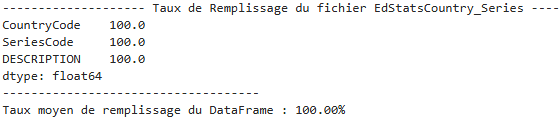 -------------------- Taux de Remplissage du fichier EdStatsCountry_Series ----
CountryCode    100.0
SeriesCode     100.0
DESCRIPTION    100.0
dtype: float64
------------------------------------
Taux moyen de remplissage du DataFrame : 100.00%